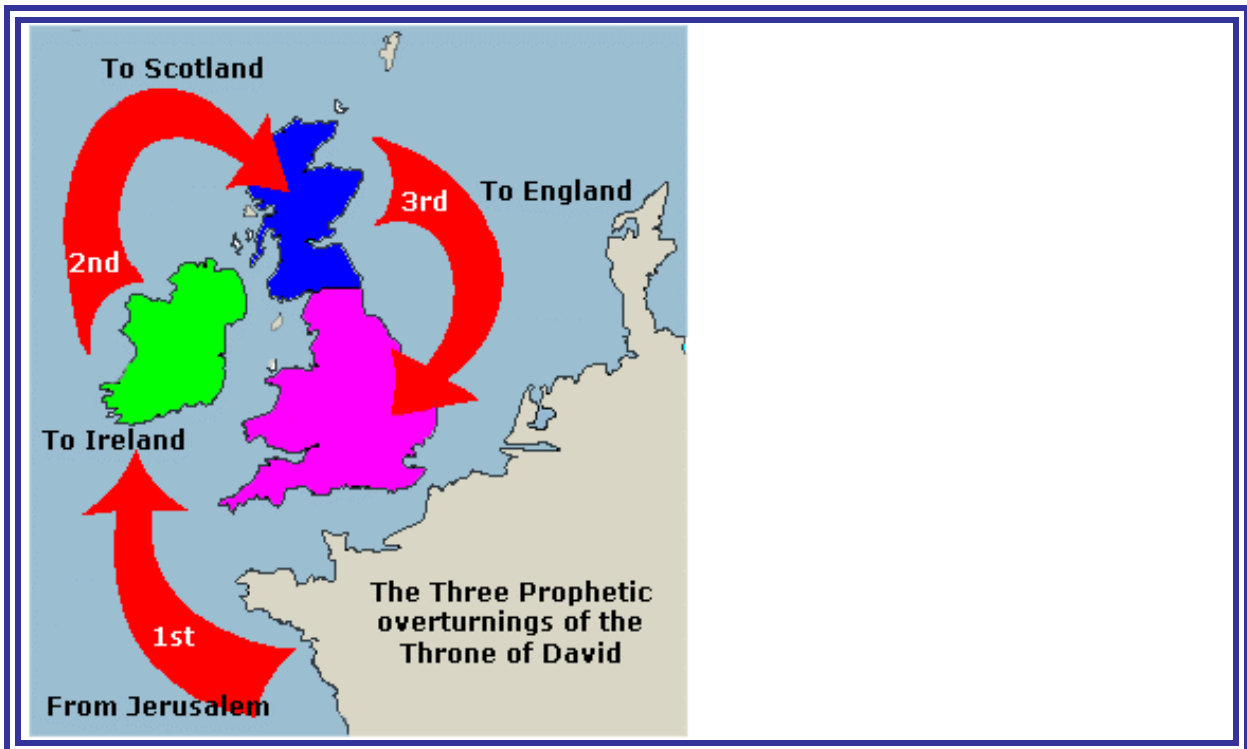 To Scotland
3rd
To England
2nd
To Ireland
The Three Prophetic
overturnings of the
Throne of David
1st
From Jerusalem